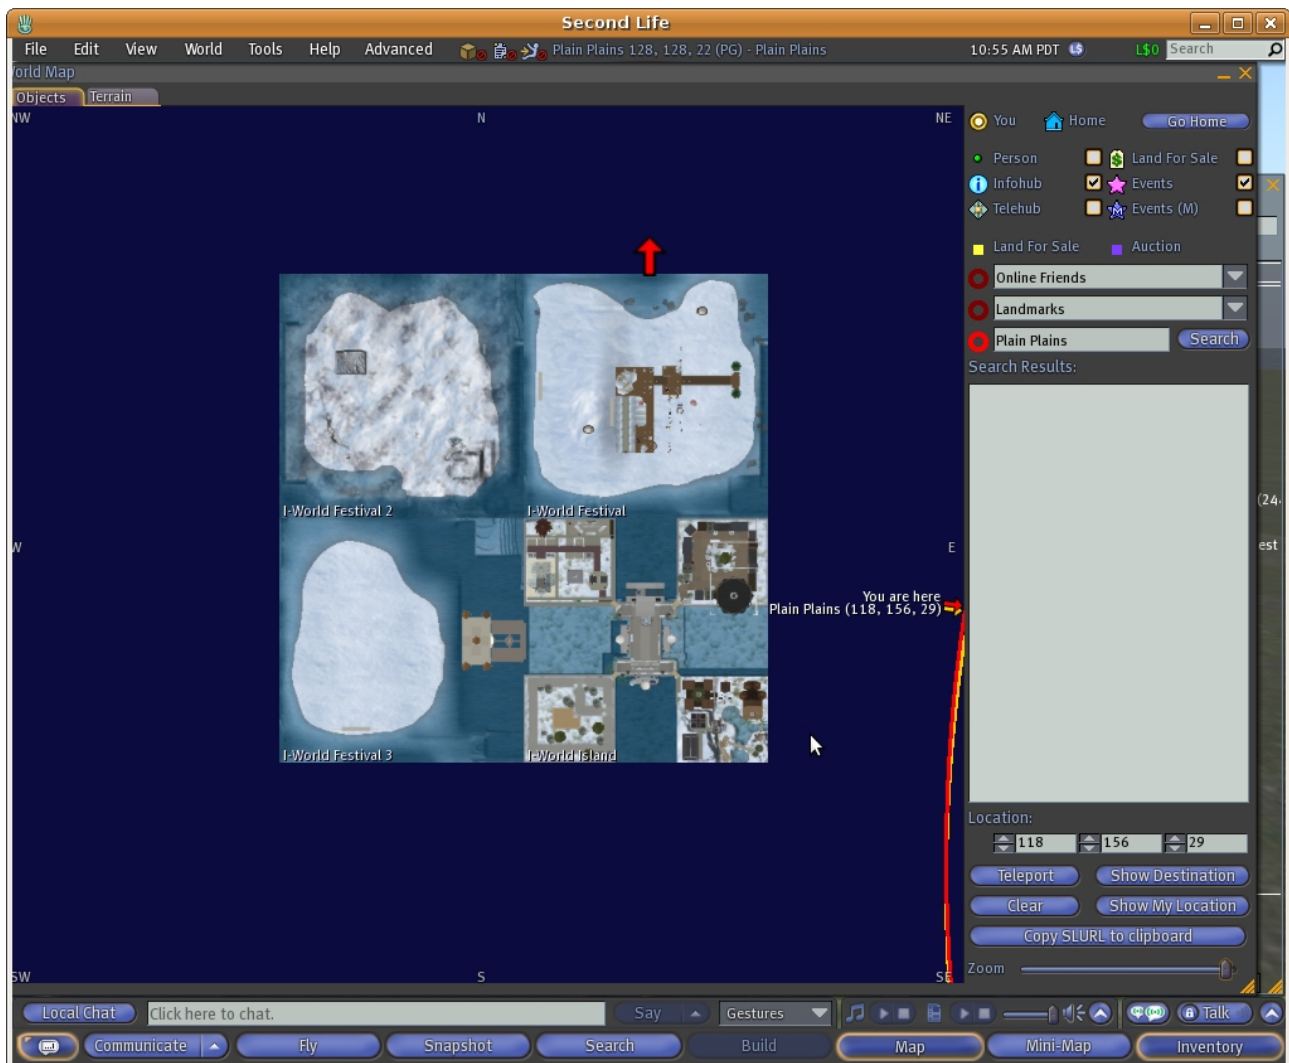 Second Life
File Edit View World Tools Help Advanced Plain Plains 128, 128, 22 (PG) - Plain Plains 10:55 AM PDT L$ L$0 Search
orld Map
Objects Terrain
NW N NE
You Home Go Home
Person Land For Sale
Infohub Events
Telehub Events (M)
Land For Sale Auction
Online Friends
Landmarks
Plain Plains Search
Search Results:
I-World Festival 2 I-World Festival
(24.
W E est
You are here
Plain Plains (118, 156, 29)
I-World Festival 3 I-World Island
Location:
118 156 29
Teleport Show Destination
Clear Show My Location
Copy SLURL to clipboard
Zoom
SW S SE
Local Chat Click here to chat. Say Gestures Talk
Communicate Fly Snapshot Search Build Map Mini-Map Inventory